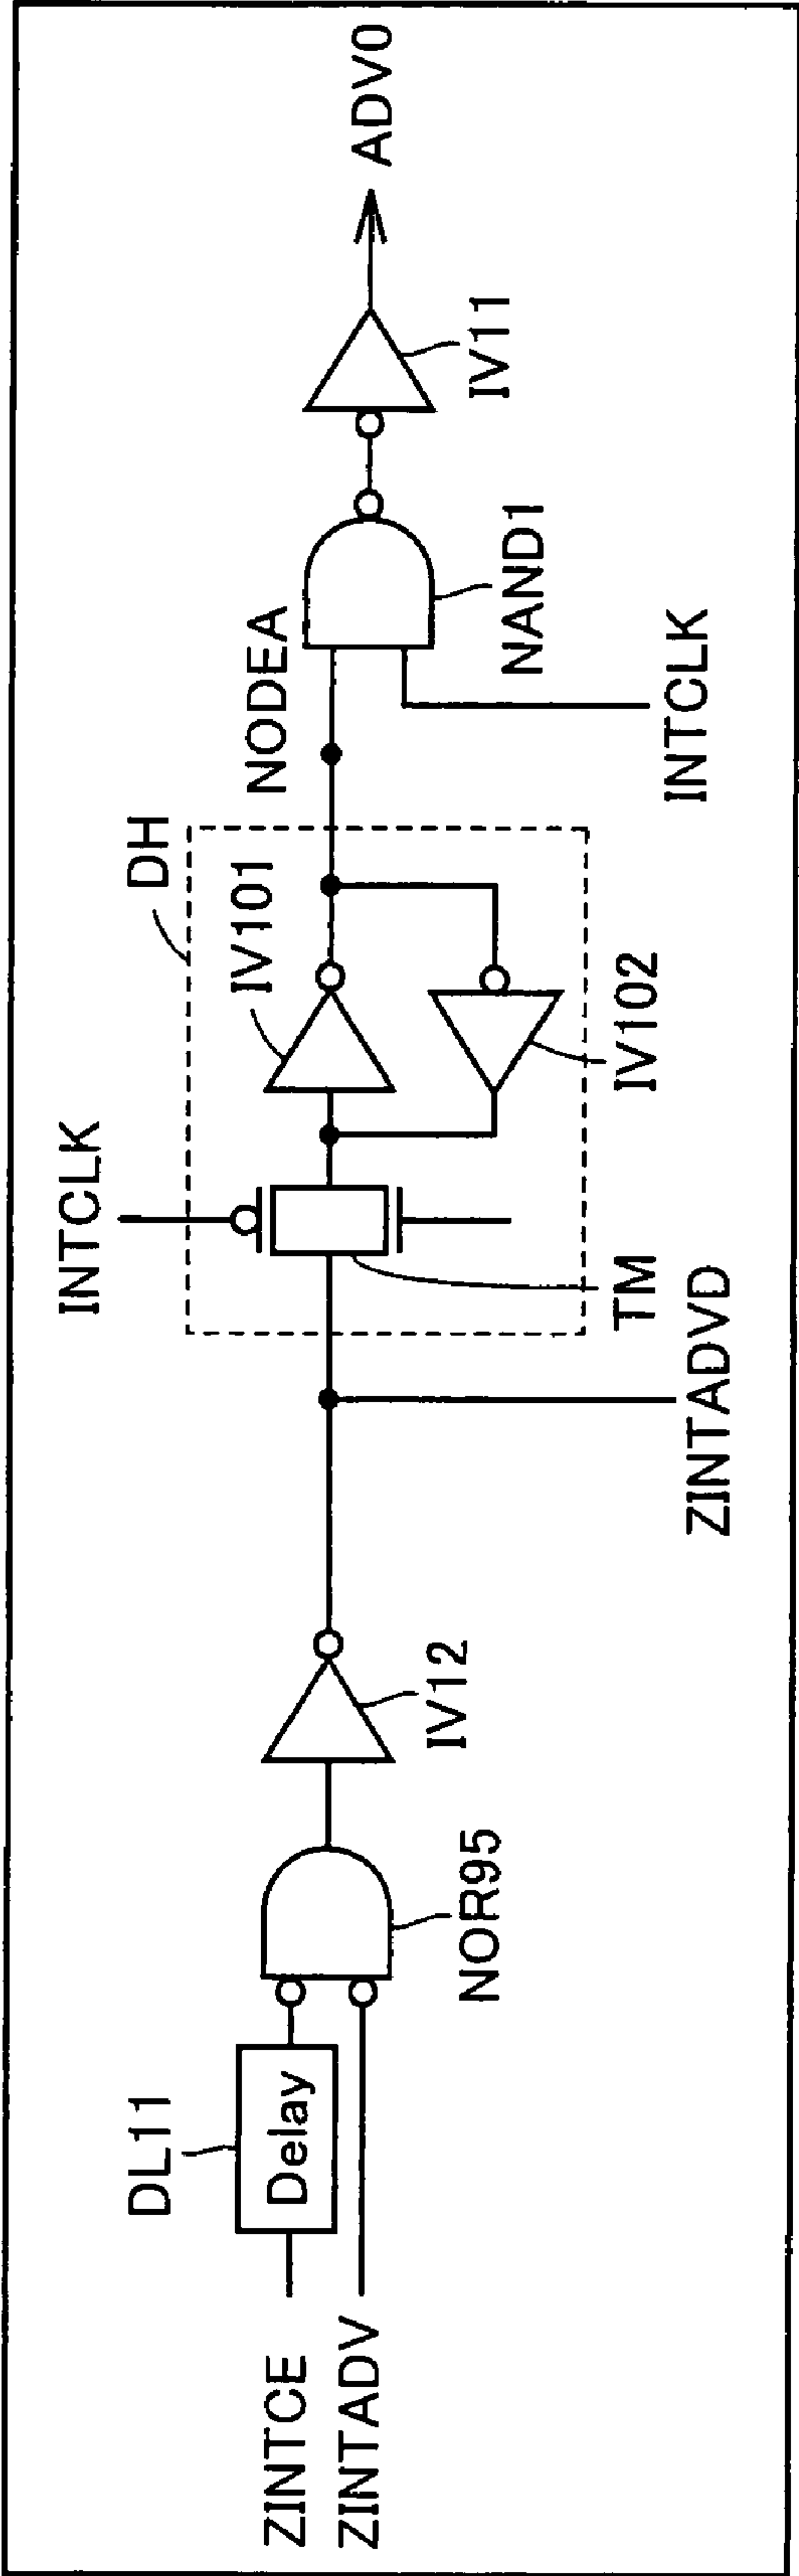 ZINTCE
ZINTADV
DL11
Delay
NOR95
IV12
ZINTADVD
INTCLK
TM
DH
IV101
IV102
NODEA
INTCLK
NAND1
IV11
ADV0